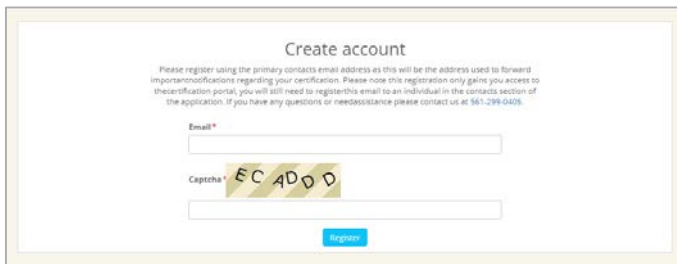 Create account
Please register using the primary contacts email address as this will be the address used to forward
importantnotifications regarding your certification. Please note this registration only gains you access to
thecertification portal, you will still need to registerthis email to an individual in the contacts section of
the application. If you have any questions or needassistance please contact us at 561-299-0405.
Email*
Captcha* ECADDD
Register